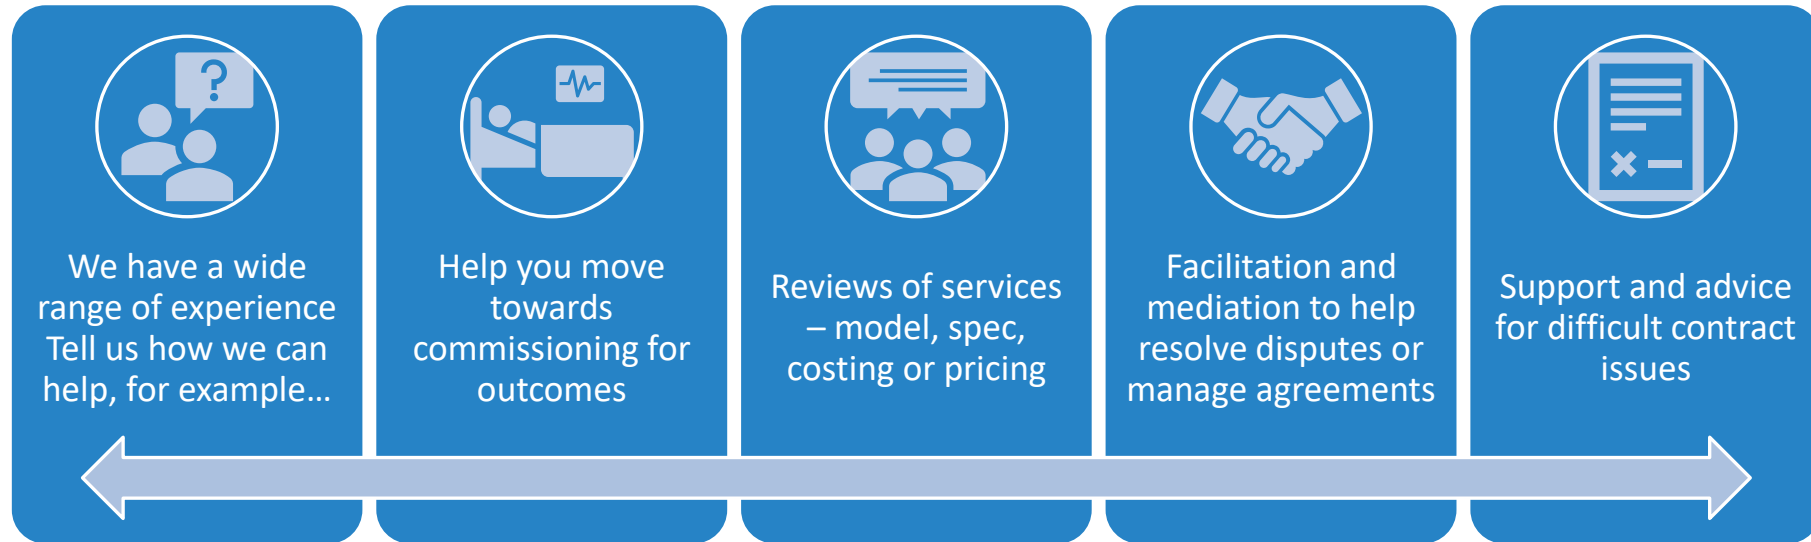 ?
We have a wide
range of experience
Tell us how we can
help, for example…
Help you move
towards
commissioning for
outcomes
Reviews of services
– model, spec,
costing or pricing
Facilitation and
mediation to help
resolve disputes or
manage agreements
Support and advice
for difficult contract
issues